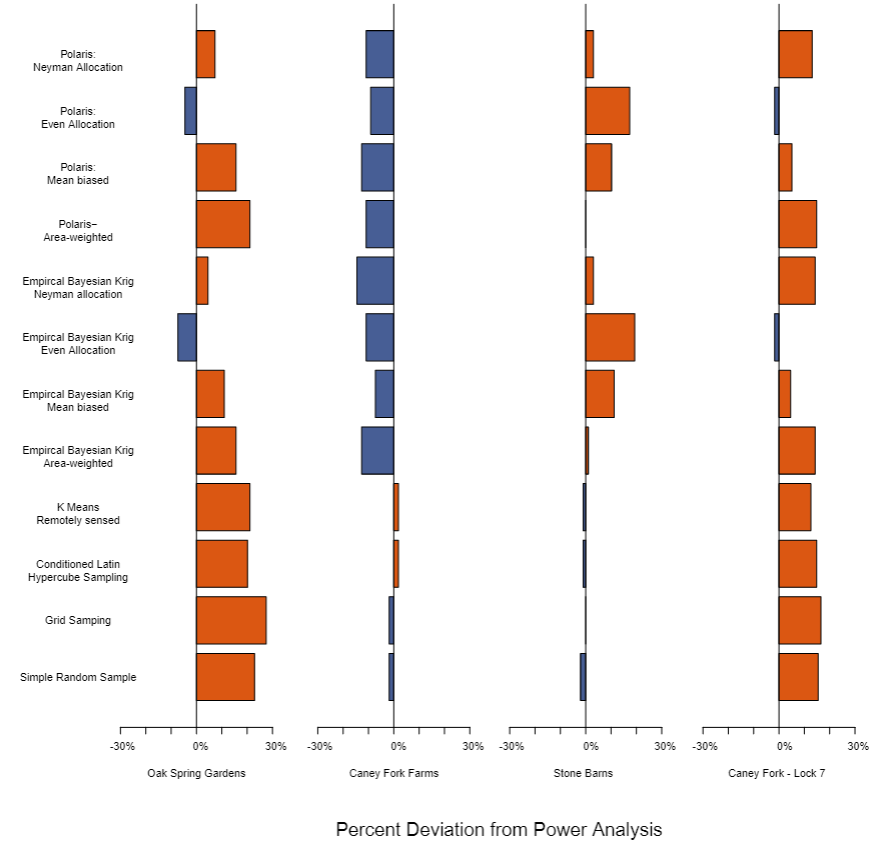 Polaris:
Neyman Allocation
Polaris:
Even Allocation
Polaris:
Mean biased
Polaris−
Area-weighted
Empircal Bayesian Krig
Neyman allocation
Empircal Bayesian Krig
Even Allocation
Empircal Bayesian Krig
Mean biased
Empircal Bayesian Krig
Area-weighted
K Means
Remotely sensed
Conditioned Latin
Hypercube Sampling
Grid Samping
Simple Random Sample
-30% 0% 30% -30% 0% 30% -30% 0% 30% -30% 0% 30%
Oak Spring Gardens Caney Fork Farms Stone Barns Caney Fork - Lock 7
Percent Deviation from Power Analysis